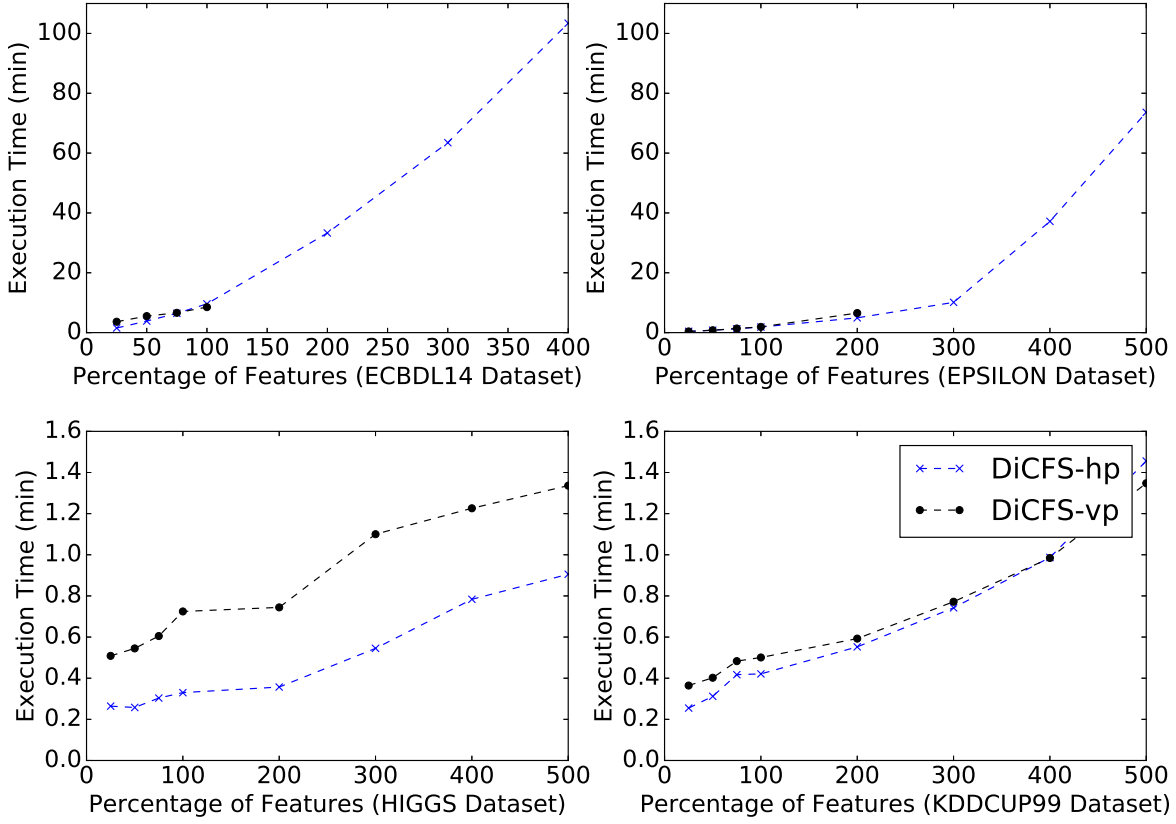 100
80
60
40
20
0
Execution Time (min)
0 50 100 150 200 250 300 350 400
Percentage of Features (ECBDL14 Dataset)
100
80
60
40
20
0
Execution Time (min)
0 100 200 300 400 500
Percentage of Features (EPSILON Dataset)
1.6
1.4
1.2
1.0
0.8
0.6
0.4
0.2
0.0
Execution Time (min)
0 100 200 300 400 500
Percentage of Features (HIGGS Dataset)
1.6
1.4
1.2
1.0
0.8
0.6
0.4
0.2
0.0
Execution Time (min)
DiCFS-hp
DiCFS-vp
0 100 200 300 400 500
Percentage of Features (KDDCUP99 Dataset)